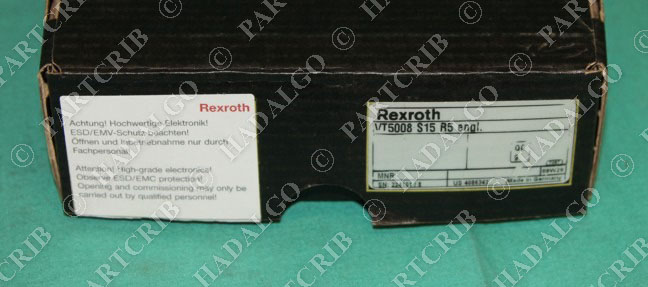 Rexroth
Achtung! Hochwertige Elektronik!
ESD/EMV-Schutz beachten!
Öffnen und Inbetriebnahme nur durch
Fachpersonal!
Attention! High-grade electronics!
Observe ESD/EMC protection!
Opening and commissioning may only be
carried out by qualified personnel!
Rexroth
VT5008 S15 R5 engl.
MNR
SN
Made in Germany
PARTCRIB
© HADALGO